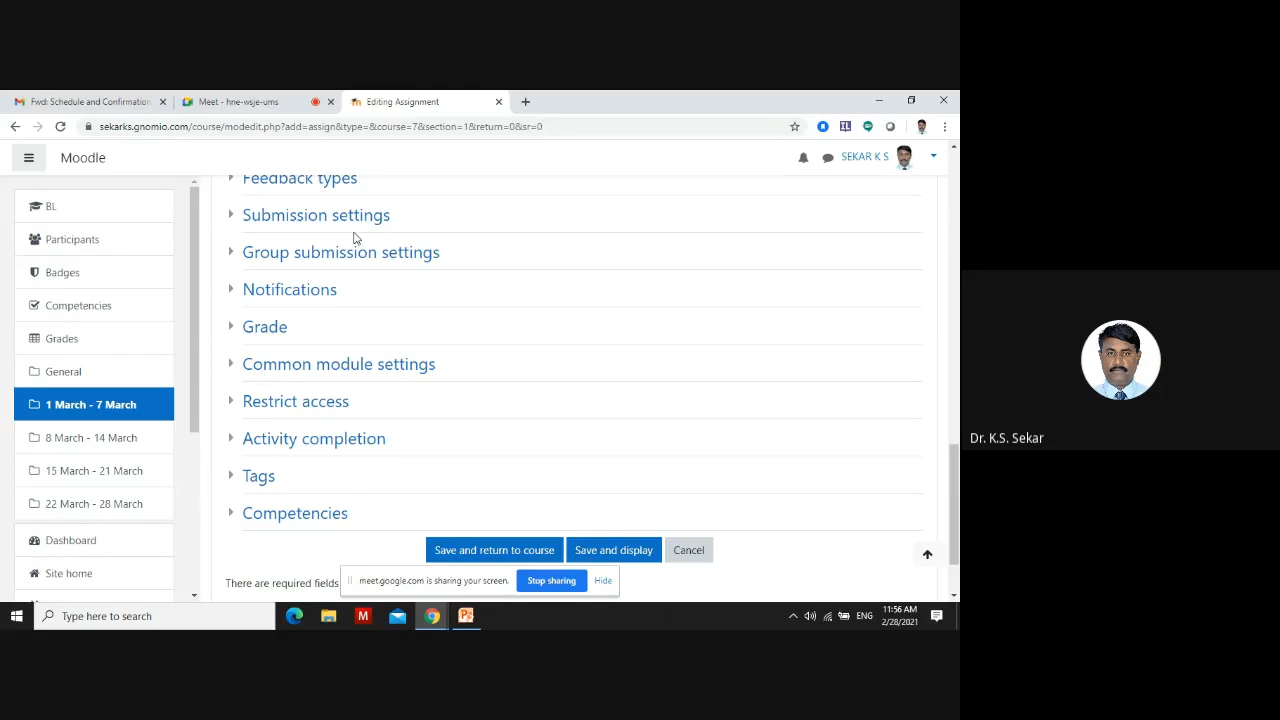 Fwd: Schedule and Confirmation
Meet - hne-wsje-ums
Editing Assignment
sekarks.gnomio.com/course/modedit.php?add=assign&type=&course=7&section=1&return=0&sr=0
Moodle
SEKAR K S
BL
Participants
Badges
Competencies
Grades
General
1 March - 7 March
8 March - 14 March
15 March - 21 March
22 March - 28 March
Dashboard
Site home
Feedback types
Submission settings
Group submission settings
Notifications
Grade
Common module settings
Restrict access
Activity completion
Tags
Competencies
Save and return to course
Save and display
Cancel
There are required fields
meet.google.com is sharing your screen.
Stop sharing
Hide
Type here to search
M
ENG
11:56 AM
2/28/2021
Dr. K.S. Sekar